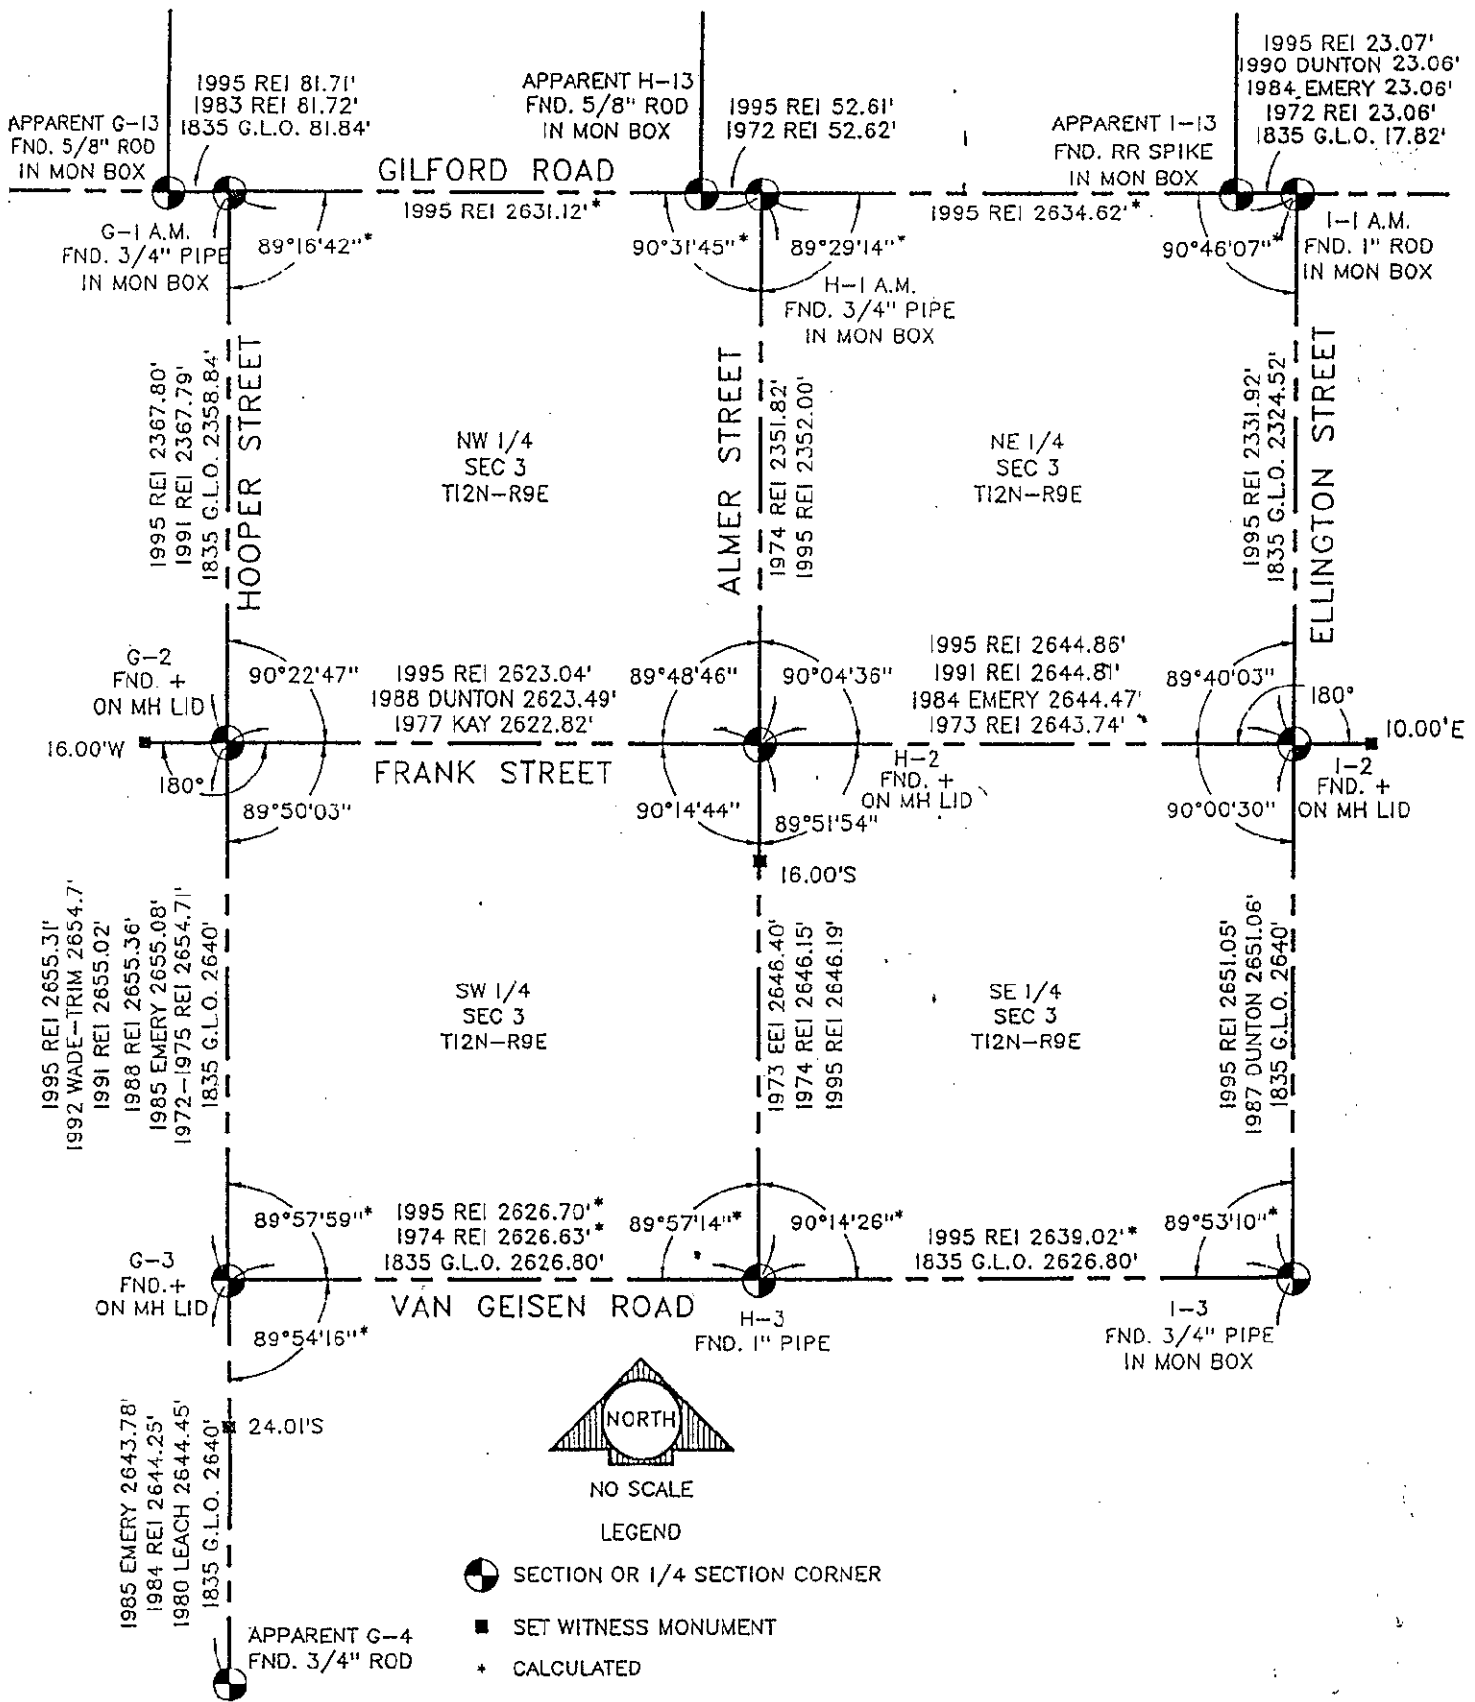 1995 REI 81.71'
1983 REI 81.72'
1835 G.L.O. 81.84'
APPARENT G-13
FND. 5/8" ROD
IN MON BOX
APPARENT H-13
FND. 5/8" ROD
IN MON BOX
1995 REI 52.61'
1972 REI 52.62'
1995 REI 23.07'
1990 DUNTON 23.06'
1984 EMERY 23.06'
1972 REI 23.06'
1835 G.L.O. 17.82'
APPARENT I-13
FND. RR SPIKE
IN MON BOX
GILFORD ROAD
1995 REI 2631.12'*
1995 REI 2634.62'*
G-1 A.M.
FND. 3/4" PIPE
IN MON BOX
89°16'42"*
90°31'45"*
89°29'14"*
H-1 A.M.
FND. 3/4" PIPE
IN MON BOX
90°46'07"*
I-1 A.M.
FND. 1" ROD
IN MON BOX
1995 REI 2367.80'
1991 REI 2367.79'
1835 G.L.O. 2358.84'
HOOPER STREET
NW 1/4
SEC 3
T12N-R9E
ALMER STREET
1974 REI 2351.82'
1995 REI 2352.00'
NE 1/4
SEC 3
T12N-R9E
1995 REI 2331.92'
1835 G.L.O. 2324.52'
ELLINGTON STREET
G-2
FND. +
ON MH LID
90°22'47"
1995 REI 2623.04'
1988 DUNTON 2623.49'
1977 KAY 2622.82'
89°48'46"
90°04'36"
1995 REI 2644.86'
1991 REI 2644.81'
1984 EMERY 2644.47'
1973 REI 2643.74'
89°40'03"
180°
10.00'E
16.00'W
180°
FRANK STREET
H-2
FND. +
ON MH LID
I-2
FND. +
ON MH LID
89°50'03"
90°14'44"
89°51'54"
90°00'30"
16.00'S
1995 REI 2655.31'
1992 WADE-TRIM 2654.7'
1991 REI 2655.02'
1988 REI 2655.36'
1985 EMERY 2655.08'
1972-1975 REI 2654.71'
1835 G.L.O. 2640'
SW 1/4
SEC 3
T12N-R9E
1973 EEI 2646.40'
1974 REI 2646.15'
1995 REI 2646.19'
SE 1/4
SEC 3
T12N-R9E
1995 REI 2651.05'
1987 DUNTON 2651.06'
1835 G.L.O. 2640'
89°57'59"*
1995 REI 2626.70'*
1974 REI 2626.63'*
1835 G.L.O. 2626.80'
89°57'14"*
90°14'26"*
1995 REI 2639.02'*
1835 G.L.O. 2626.80'
89°53'10"*
G-3
FND.+
ON MH LID
VAN GEISEN ROAD
H-3
FND. 1" PIPE
I-3
FND. 3/4" PIPE
IN MON BOX
89°54'16"*
24.01'S
1985 EMERY 2643.78'
1984 REI 2644.25'
1980 LEACH 2644.45'
1835 G.L.O. 2640'
APPARENT G-4
FND. 3/4" ROD
NORTH
NO SCALE
LEGEND
SECTION OR 1/4 SECTION CORNER
SET WITNESS MONUMENT
* CALCULATED